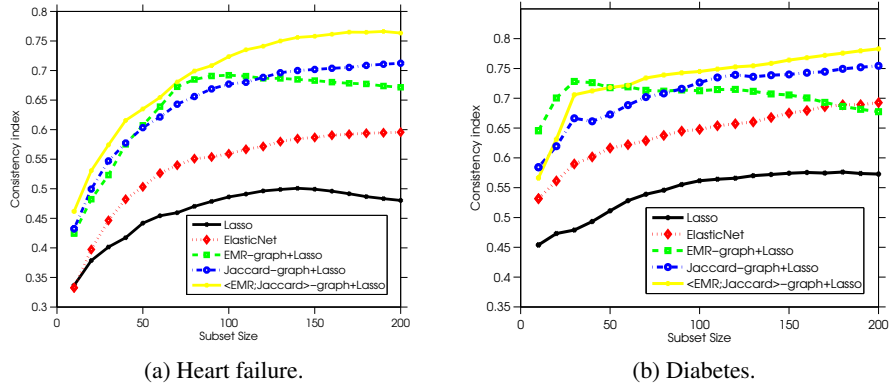 0.8
0.75
0.7
0.65
0.6
0.55
0.5
0.45
0.4
0.35
0.3
Consistency index
0 50 100 150 200
Subset Size
Lasso
ElasticNet
EMR-graph+Lasso
Jaccard-graph+Lasso
<EMR;Jaccard>-graph+Lasso
(a) Heart failure.
0.8
0.75
0.7
0.65
0.6
0.55
0.5
0.45
0.4
0.35
Consistency index
0 50 100 150 200
Subset Size
Lasso
ElasticNet
EMR-graph+Lasso
Jaccard-graph+Lasso
<EMR;Jaccard>-graph+Lasso
(b) Diabetes.